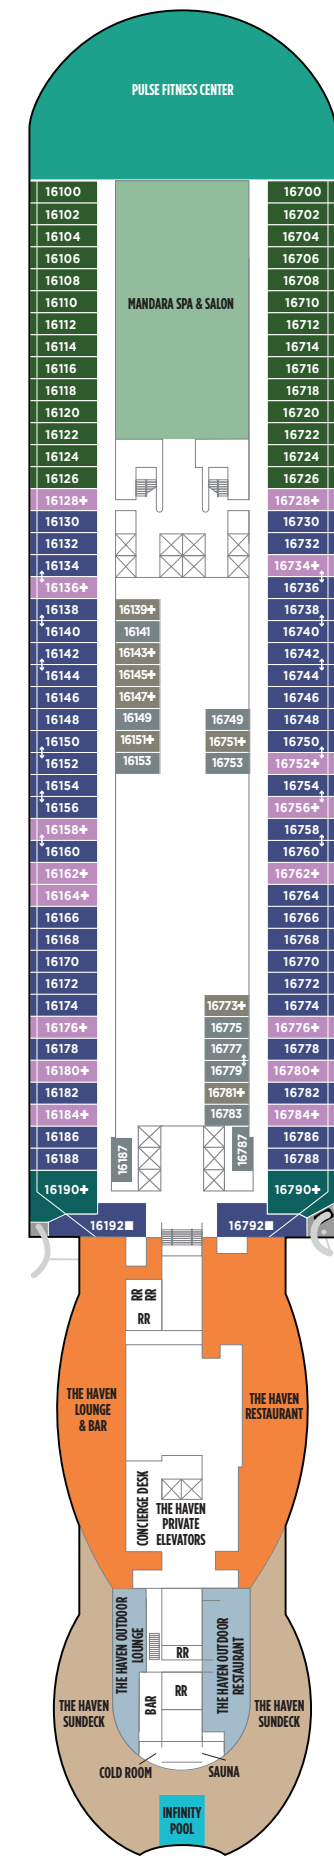 PULSE FITNESS CENTER
16100 16700
16102 16702
16104 16704
16106 16706
16108 16708
MANDARA SPA & SALON
16110 16710
16112 16712
16114 16714
16116 16716
16118 16718
16120 16720
16122 16722
16124 16724
16126 16726
16128✚ 16728✚
16130 16730
16132 16732
16134 16734✚
16136✚ 16736
16138 16139✚ 16738
16140 16141 16740
16142 16143✚ 16742
16144 16145✚ 16744
16146 16147✚ 16746
16148 16149 16749 16748
16150 16151✚ 16751✚ 16750
16152 16153 16753 16752✚
16154 16754
16156 16756✚
16158✚ 16758
16160 16760
16162✚ 16762✚
16164✚ 16764
16166 16766
16168 16768
16170 16770
16172 16772
16174 16773✚ 16774
16176✚ 16775 16776✚
16178 16777 16778
16180✚ 16779 16780✚
16182 16781✚ 16782
16184✚ 16783 16784✚
16186 16786
16188 16187 16787 16788
16190✚ 16790✚
16192■ 16792■
RR RR
RR
THE HAVEN
LOUNGE
& BAR
THE HAVEN
RESTAURANT
CONCIERGE DESK
THE HAVEN
PRIVATE
ELEVATORS
THE HAVEN OUTDOOR
LOUNGE
THE HAVEN OUTDOOR
RESTAURANT
RR
RR
BAR
THE HAVEN
SUNDECK
THE HAVEN
SUNDECK
COLD ROOM
SAUNA
INFINITY
POOL